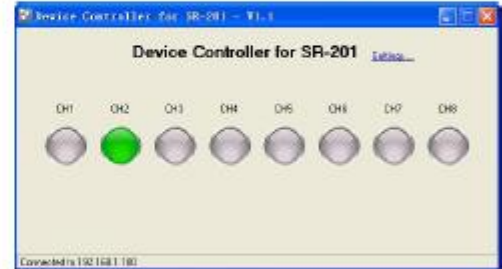 Device Controller for SR-201 - V1.1
Device Controller for SR-201 Settings...
CH1 CH2 CH3 CH4 CH5 CH6 CH7 CH8
Connected to 192.168.1.100